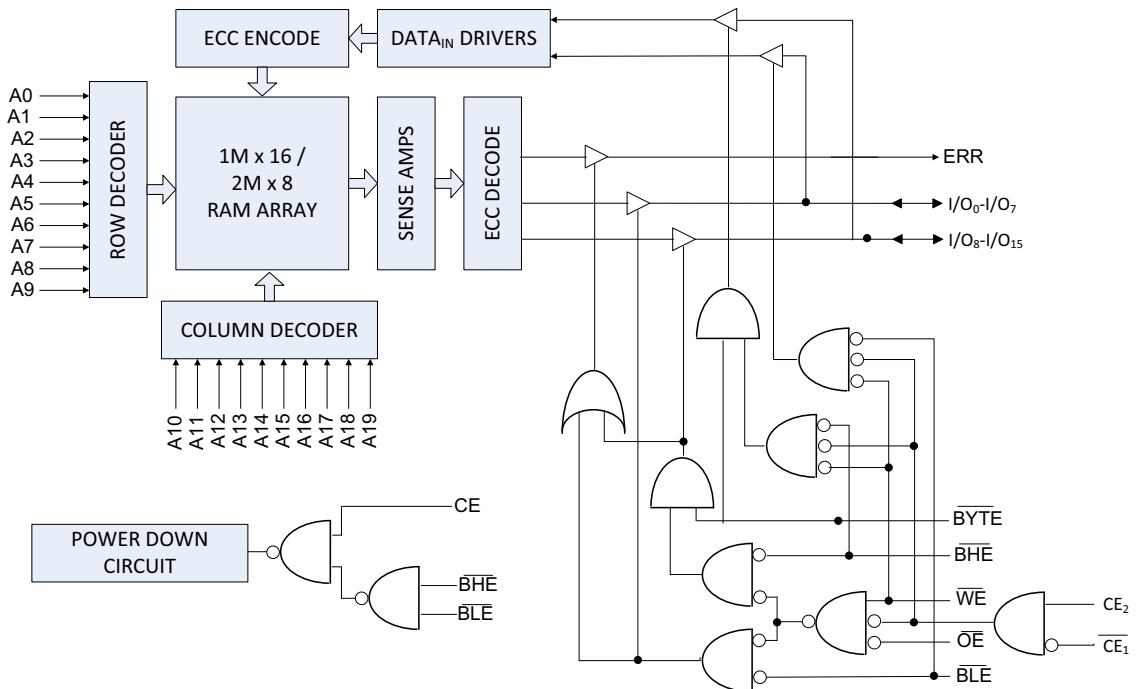 ECC ENCODE
DATAIN DRIVERS
A0
A1
A2
A3
A4
A5
A6
A7
A8
A9
ROW DECODER
1M x 16 /
2M x 8
RAM ARRAY
SENSE AMPS
ECC DECODE
ERR
I/O0-I/O7
I/O8-I/O15
COLUMN DECODER
A10
A11
A12
A13
A14
A15
A16
A17
A18
A19
POWER DOWN
CIRCUIT
CE
BHE
BLE
BYTE
BHE
WE
OE
BLE
CE2
CE1